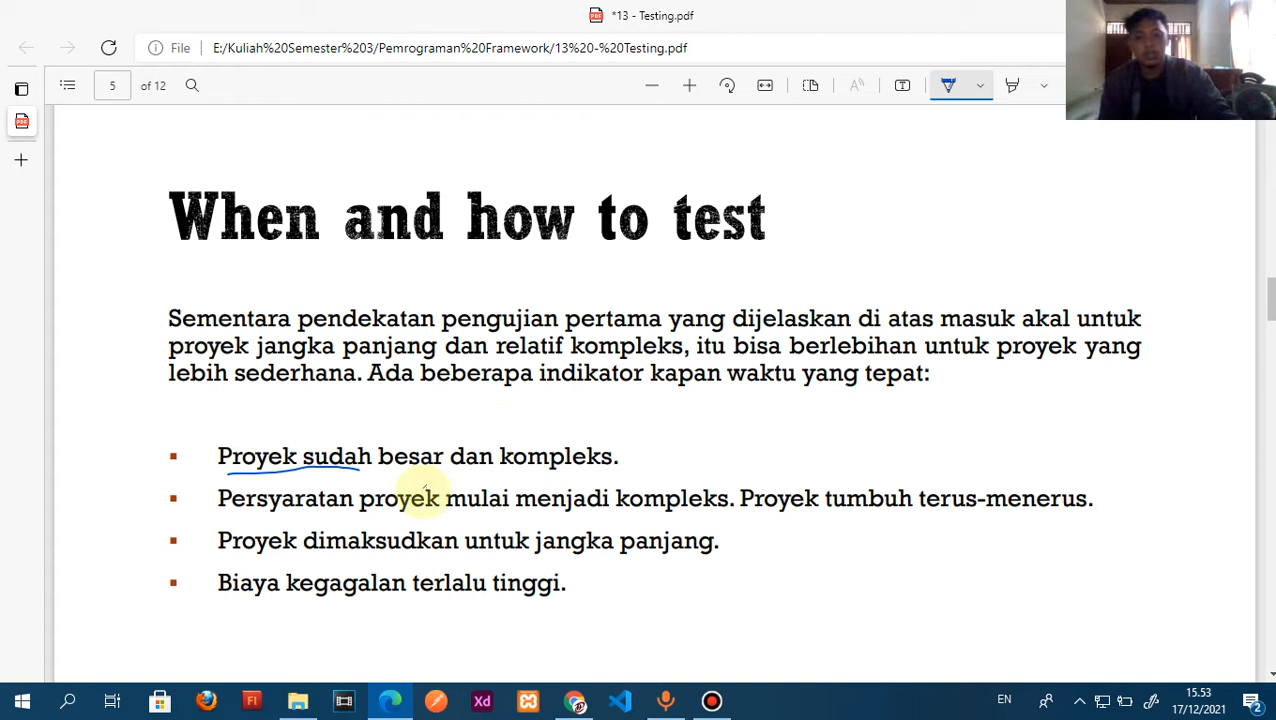 *13 - Testing.pdf
File E:/Kuliah%20Semester%203/Pemrograman%20Framework/13%20-%20Testing.pdf
5 of 12
When and how to test
Sementara pendekatan pengujian pertama yang dijelaskan di atas masuk akal untuk
proyek jangka panjang dan relatif kompleks, itu bisa berlebihan untuk proyek yang
lebih sederhana. Ada beberapa indikator kapan waktu yang tepat:
Proyek sudah besar dan kompleks.
Persyaratan proyek mulai menjadi kompleks. Proyek tumbuh terus-menerus.
Proyek dimaksudkan untuk jangka panjang.
Biaya kegagalan terlalu tinggi.
Fl Xd EN 15.53
17/12/2021 2